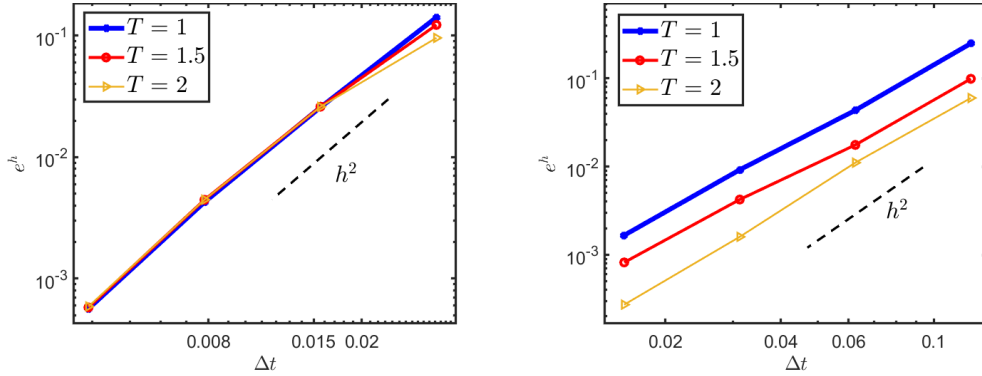 10^{-1}
10^{-2}
10^{-3}
e^h
T = 1
T = 1.5
T = 2
h^2
0.008
0.015
0.02
Δt
10^{-1}
10^{-2}
10^{-3}
e^h
T = 1
T = 1.5
T = 2
h^2
0.02
0.04
0.06
0.1
Δt